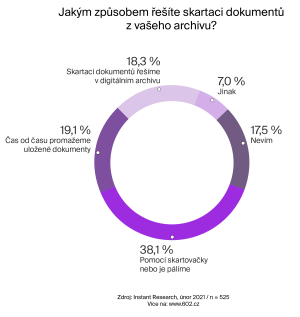 Jakým způsobem řešíte skartaci dokumentů
z vašeho archivu?
18,3 %
Skartaci dokumentů řešíme
v digitálním archivu
7,0 %
Jinak
19,1 %
Čas od času promažeme
uložené dokumenty
17,5 %
Nevím
38,1 %
Pomocí skartovačky
nebo je pálíme
Zdroj: Instant Research, únor 2021 / n = 525
Více na: www.602.cz